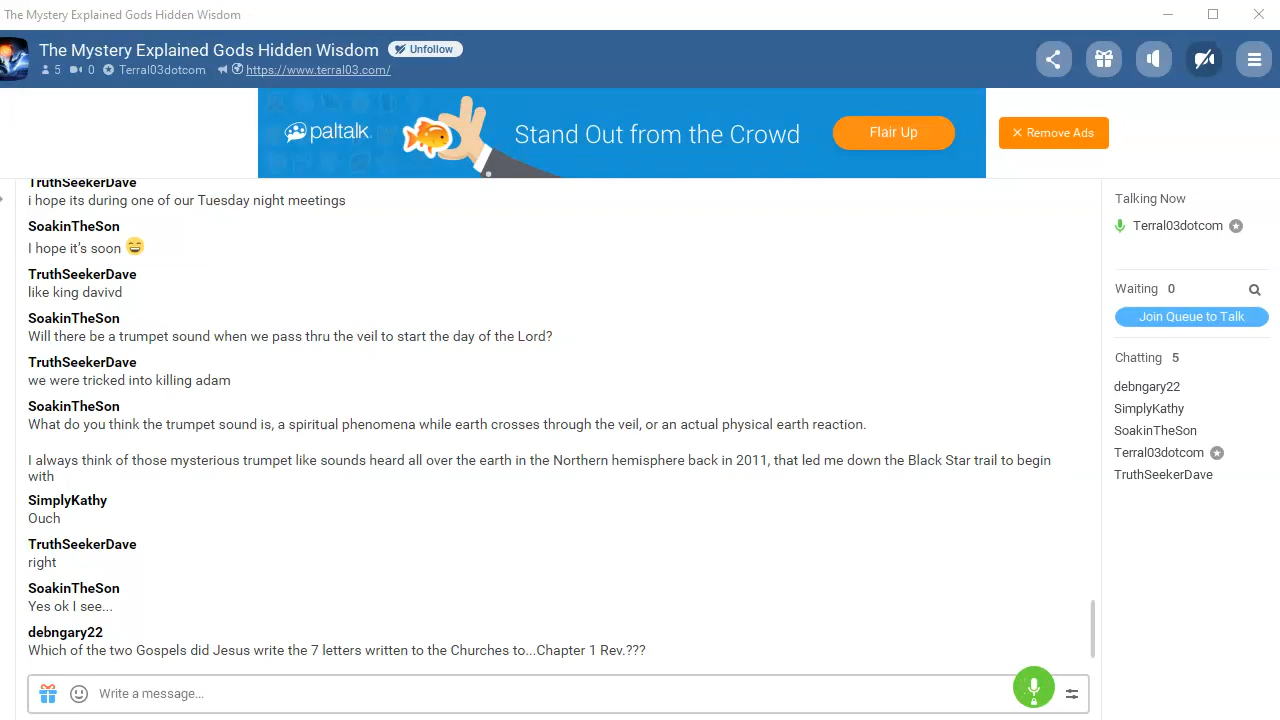 The Mystery Explained Gods Hidden Wisdom
The Mystery Explained Gods Hidden Wisdom
Unfollow
5 0 Terral03dotcom https://www.terral03.com/
paltalk
Stand Out from the Crowd
Flair Up
Remove Ads
TruthSeekerDave
i hope its during one of our Tuesday night meetings
SoakinTheSon
I hope it's soon 😄
TruthSeekerDave
like king davivd
SoakinTheSon
Will there be a trumpet sound when we pass thru the veil to start the day of the Lord?
TruthSeekerDave
we were tricked into killing adam
SoakinTheSon
What do you think the trumpet sound is, a spiritual phenomena while earth crosses through the veil, or an actual physical earth reaction.
I always think of those mysterious trumpet like sounds heard all over the earth in the Northern hemisphere back in 2011, that led me down the Black Star trail to begin
with
SimplyKathy
Ouch
TruthSeekerDave
right
SoakinTheSon
Yes ok I see...
debngary22
Which of the two Gospels did Jesus write the 7 letters written to the Churches to...Chapter 1 Rev.???
Write a message...
Talking Now
Terral03dotcom
Waiting 0
Join Queue to Talk
Chatting 5
debngary22
SimplyKathy
SoakinTheSon
Terral03dotcom
TruthSeekerDave